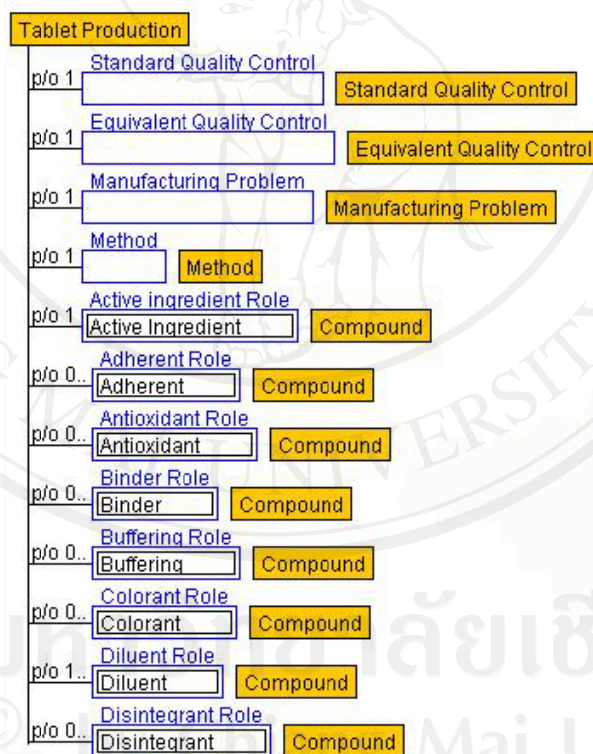 Tablet Production
Standard Quality Control
p/o 1 Standard Quality Control
Equivalent Quality Control
p/o 1 Equivalent Quality Control
Manufacturing Problem
p/o 1 Manufacturing Problem
Method
p/o 1 Method
Active ingredient Role
p/o 1 Active Ingredient Compound
Adherent Role
p/o 0.. Adherent Compound
Antioxidant Role
p/o 0.. Antioxidant Compound
Binder Role
p/o 0.. Binder Compound
Buffering Role
p/o 0.. Buffering Compound
Colorant Role
p/o 0.. Colorant Compound
Diluent Role
p/o 1.. Diluent Compound
Disintegrant Role
p/o 0.. Disintegrant Compound